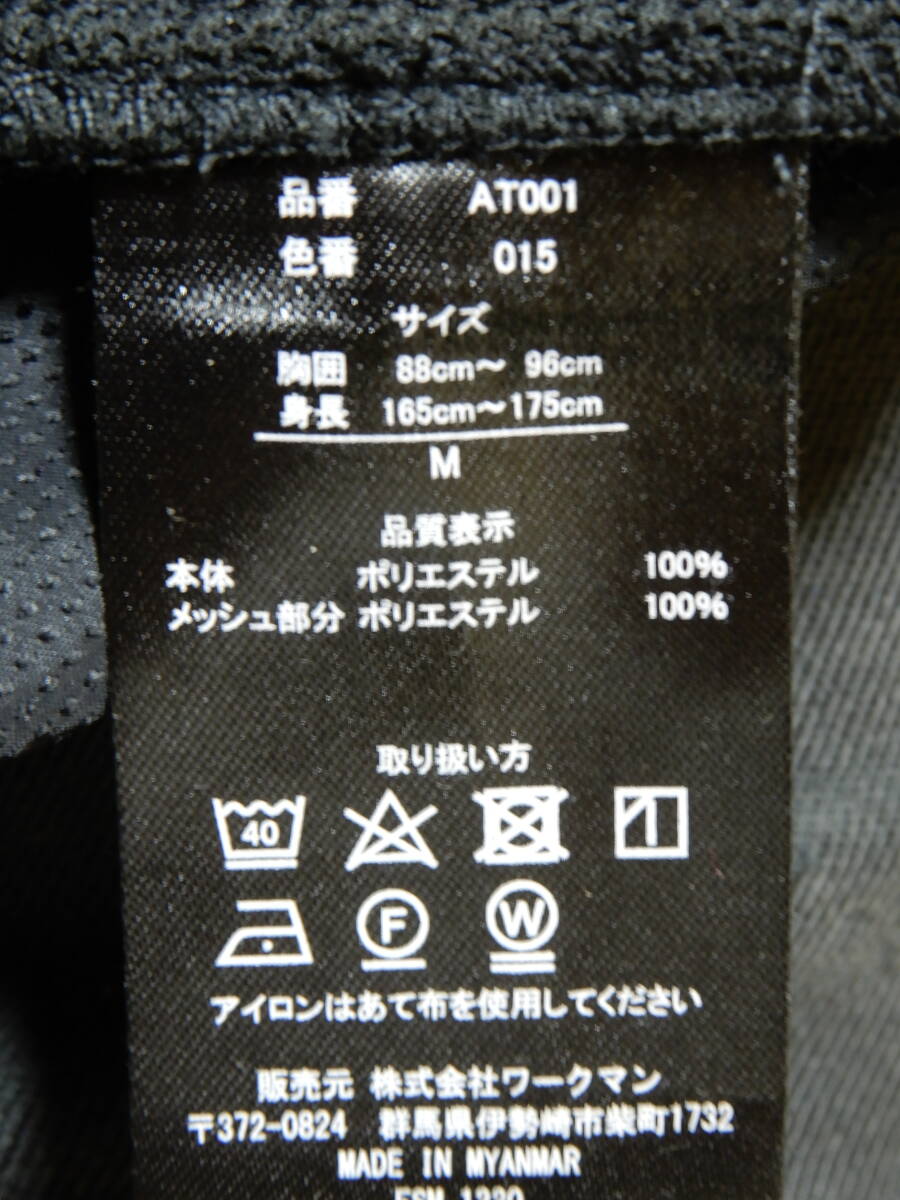 品番 AT001
色番 015
サイズ
胸囲 88cm〜 96cm
身長 165cm〜175cm
M
品質表示
本体 ポリエステル 100%
メッシュ部分 ポリエステル 100%
取り扱い方
40
F W
アイロンはあて布を使用してください
販売元 株式会社ワークマン
〒372-0824 群馬県伊勢崎市柴町1732
MADE IN MYANMAR